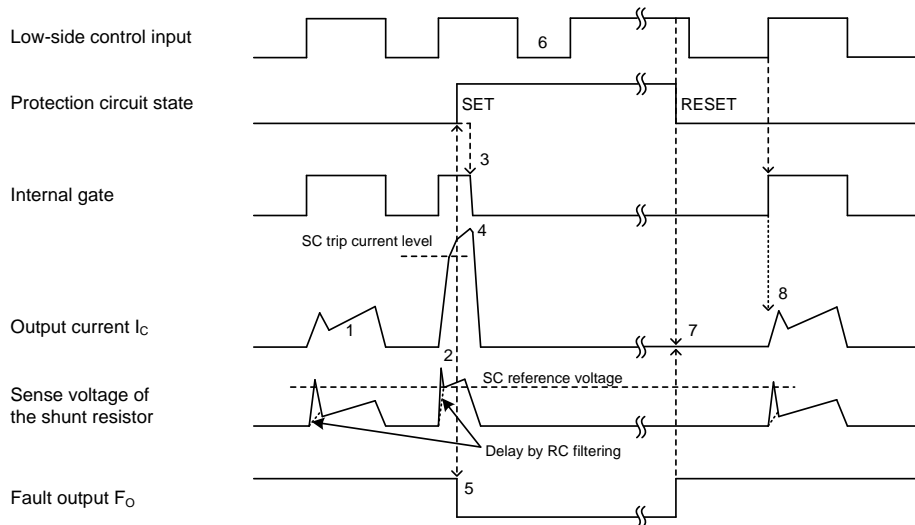 Low-side control input
6
Protection circuit state
SET
RESET
3
Internal gate
SC trip current level
4
Output current IC
1
7
8
2
SC reference voltage
Sense voltage of
the shunt resistor
Delay by RC filtering
5
Fault output FO